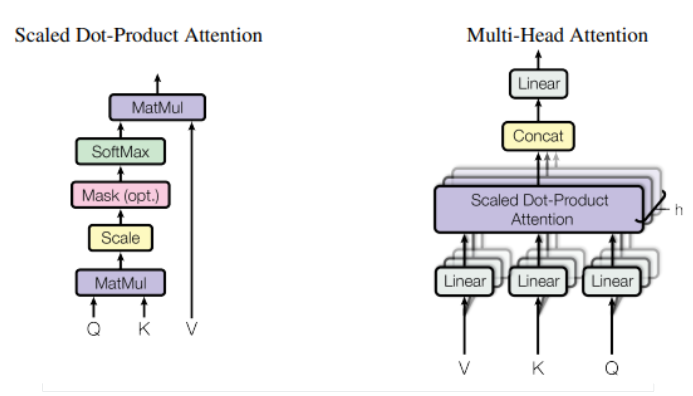 Scaled Dot-Product Attention
MatMul
SoftMax
Mask (opt.)
Scale
MatMul
Q K V
Multi-Head Attention
Linear
Concat
Scaled Dot-Product
Attention
h
Linear Linear Linear
V K Q